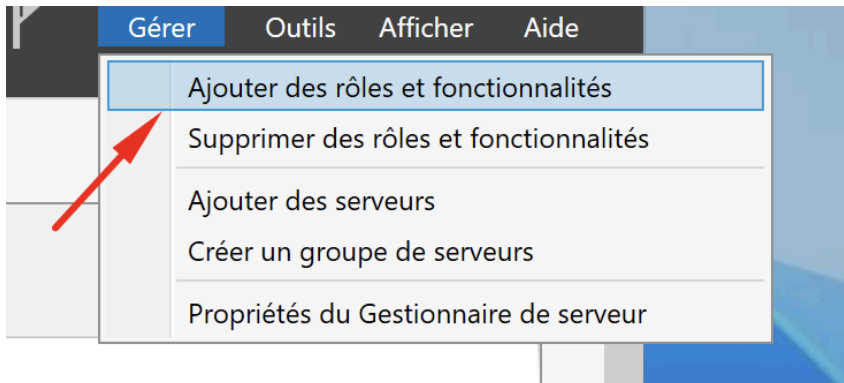 Gérer Outils Afficher Aide
Ajouter des rôles et fonctionnalités
Supprimer des rôles et fonctionnalités
Ajouter des serveurs
Créer un groupe de serveurs
Propriétés du Gestionnaire de serveur